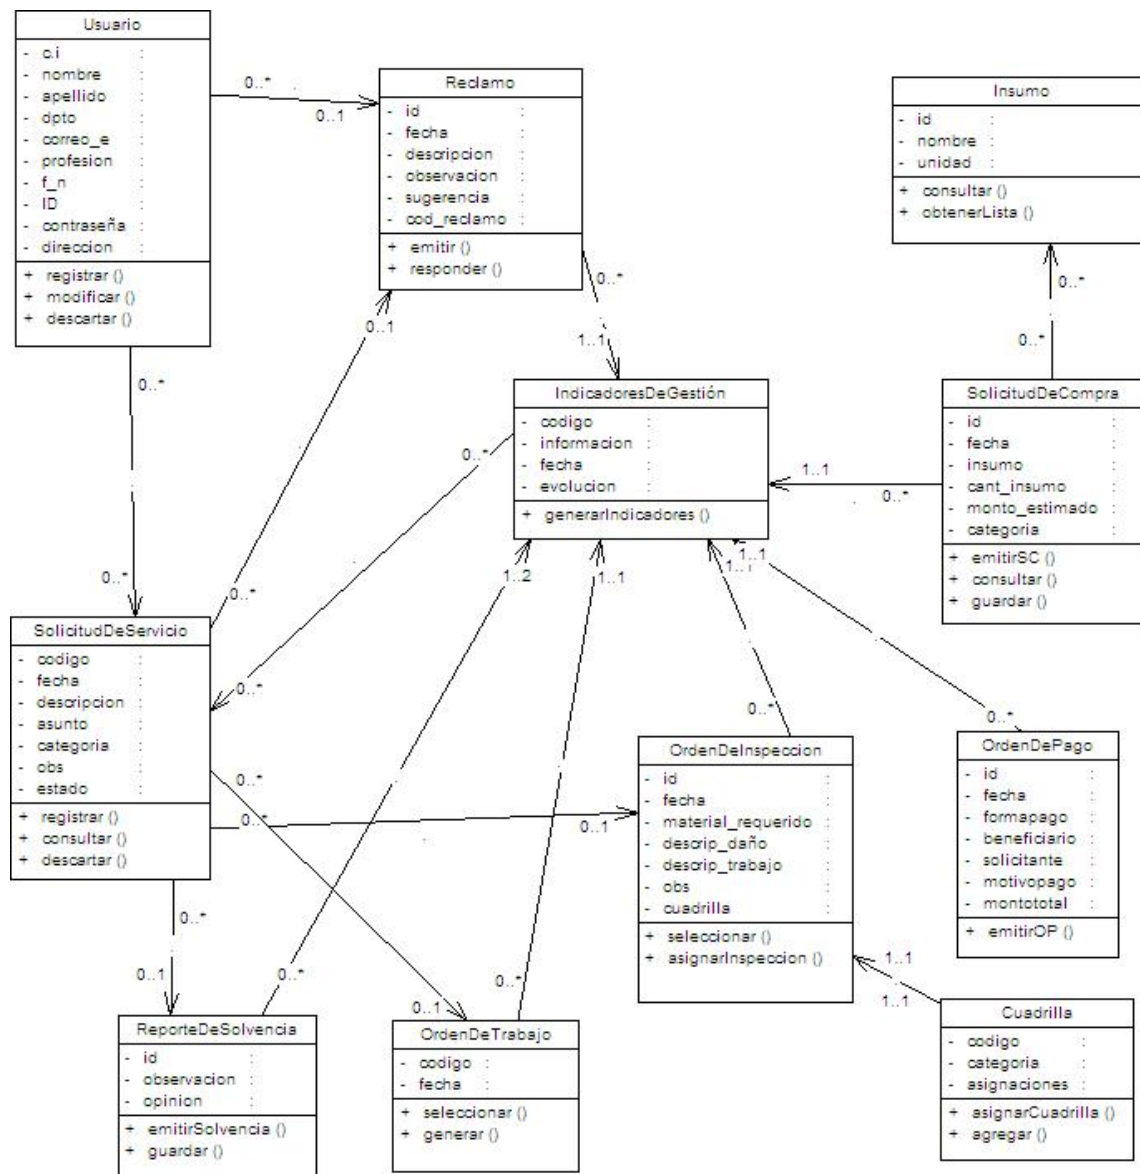 Usuario
- c.i :
- nombre :
- apellido :
- dpto :
- correo_e :
- profesion :
- f_n :
- ID :
- contraseña :
- direccion :
+ registrar ()
+ modificar ()
+ descartar ()
0..*
0..1
Reclamo
- id :
- fecha :
- descripcion :
- observacion :
- sugerencia :
- cod_reclamo :
+ emitir ()
+ responder ()
Insumo
- id :
- nombre :
- unidad :
+ consultar ()
+ obtenerLista ()
0..*
0..*
0..*
1..1
0..1
0..*
IndicadoresDeGestión
- codigo :
- informacion :
- fecha :
- evolucion :
+ generarIndicadores ()
SolicitudDeCompra
- id :
- fecha :
- insumo :
- cant_insumo :
- monto_estimado :
- categoria :
+ emitirSC ()
+ consultar ()
+ guardar ()
0..*
1..1
0..*
0..*
0..*
1..2
1..1
1..1
1..1
SolicitudDeServicio
- codigo :
- fecha :
- descripcion :
- asunto :
- categoria :
- obs :
- estado :
+ registrar ()
+ consultar ()
+ descartar ()
0..*
0..*
0..*
0..*
0..1
0..*
OrdenDeInspeccion
- id :
- fecha :
- material_requerido :
- descrip_daño :
- descrip_trabajo :
- obs :
- cuadrilla :
+ seleccionar ()
+ asignarInspeccion ()
0..*
OrdenDePago
- id :
- fecha :
- formapago :
- beneficiario :
- solicitante :
- motivopago :
- montototal :
+ emitirOP ()
0..*
0..1
0..*
0..1
0..*
1..1
1..1
ReporteDeSolvencia
- id :
- observacion :
- opinion :
+ emitirSolvencia ()
+ guardar ()
OrdenDeTrabajo
- codigo :
- fecha :
+ seleccionar ()
+ generar ()
Cuadrilla
- codigo :
- categoria :
- asignaciones :
+ asignarCuadrilla ()
+ agregar ()